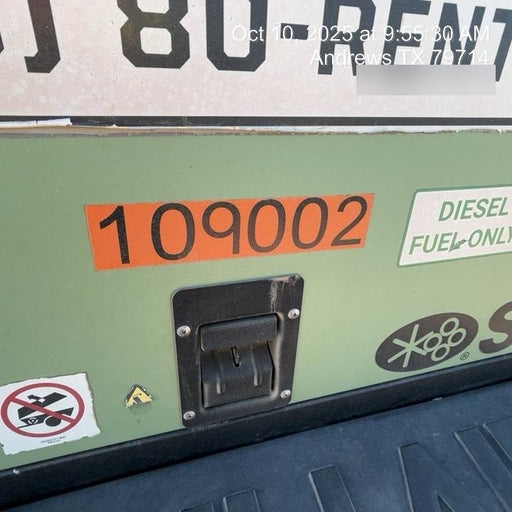 80-RENT
Oct 10, 2025 at 9:55:30 AM
Andrews TX 79714
109002
DIESEL
FUEL ONLY
S